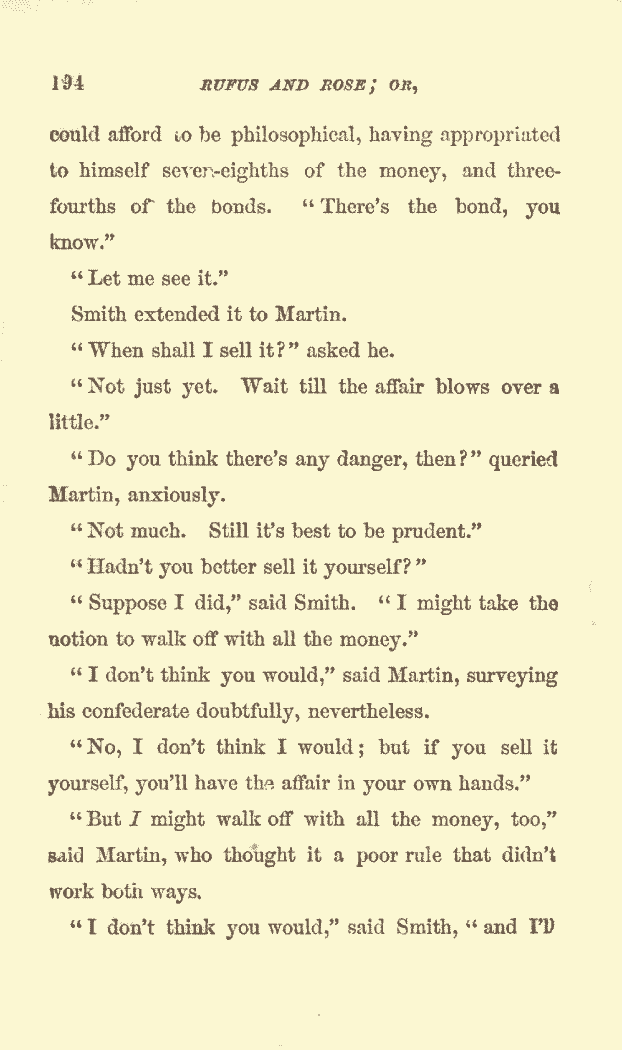 194 RUFUS AND ROSE; OR,
could afford to be philosophical, having appropriated
to himself seven-eighths of the money, and three-
fourths of the bonds. "There's the bond, you
know."
"Let me see it."
Smith extended it to Martin.
"When shall I sell it?" asked he.
"Not just yet. Wait till the affair blows over a
little."
"Do you think there's any danger, then?" queried
Martin, anxiously.
"Not much. Still it's best to be prudent."
"Hadn't you better sell it yourself?"
"Suppose I did," said Smith. "I might take the
notion to walk off with all the money."
"I don't think you would," said Martin, surveying
his confederate doubtfully, nevertheless.
"No, I don't think I would; but if you sell it
yourself, you'll have the affair in your own hands."
"But I might walk off with all the money, too,"
said Martin, who thought it a poor rule that didn't
work both ways.
"I don't think you would," said Smith, "and I'll